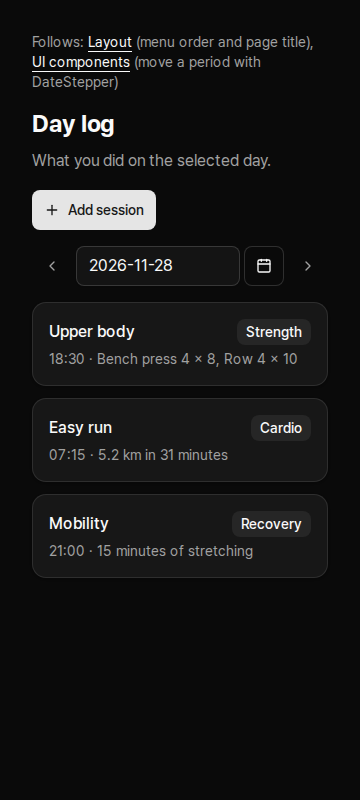 Follows: Layout (menu order and page title),
UI components (move a period with
DateStepper)
Day log
What you did on the selected day.
Add session
2026-11-28
Upper body
Strength
18:30 · Bench press 4 × 8, Row 4 × 10
Easy run
Cardio
07:15 · 5.2 km in 31 minutes
Mobility
Recovery
21:00 · 15 minutes of stretching